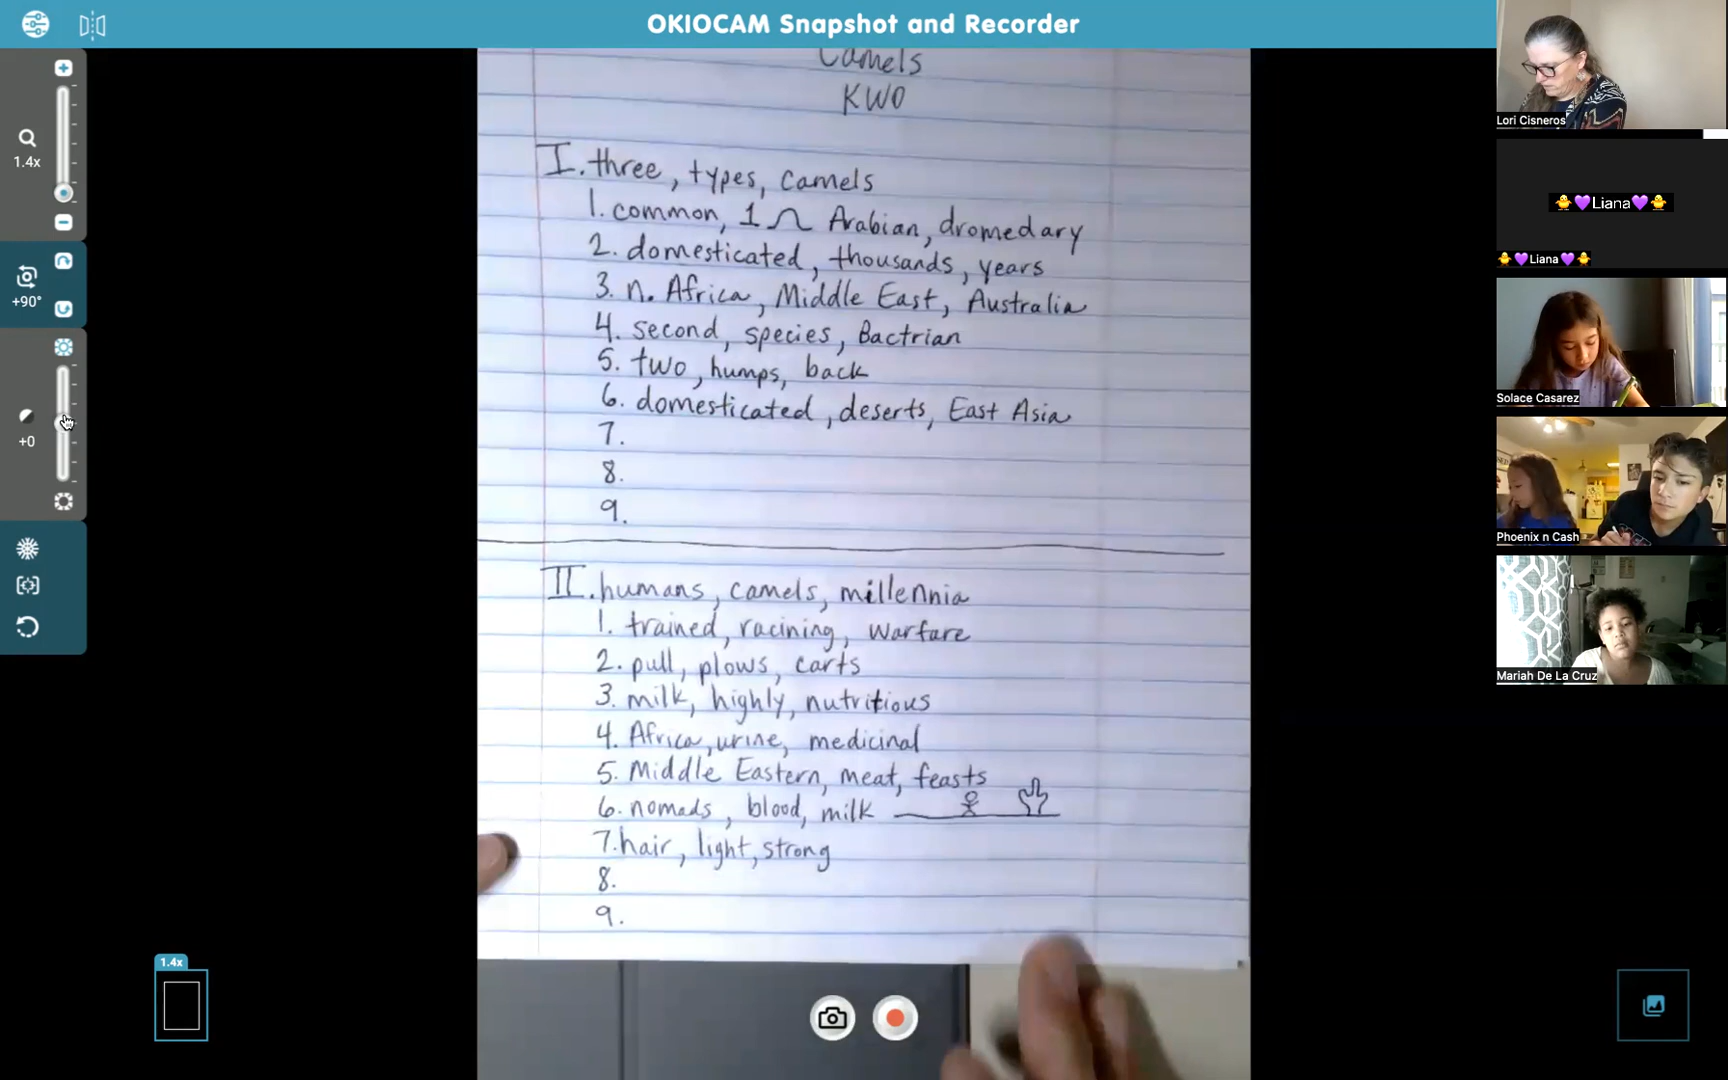 OKIOCAM Snapshot and Recorder
1.4x
+90°
+0
1.4x
Camels
KWO
I. three, types, camels
1. common, 1 Arabian, dromedary
2. domesticated, thousands, years
3. n. Africa, Middle East, Australia
4. second, species, Bactrian
5. two, humps, back
6. domesticated, deserts, East Asia
7.
8.
9.
II. humans, camels, millennia
1. trained, racining, warfare
2. pull, plows, carts
3. milk, highly, nutritious
4. Africa, urine, medicinal
5. Middle Eastern, meat, feasts
6. nomads, blood, milk
7. hair, light, strong
8.
9.
Lori Cisneros
🐥💜Liana💜🐥
🐥💜Liana💜🐥
Solace Casarez
Phoenix n Cash
Mariah De La Cruz